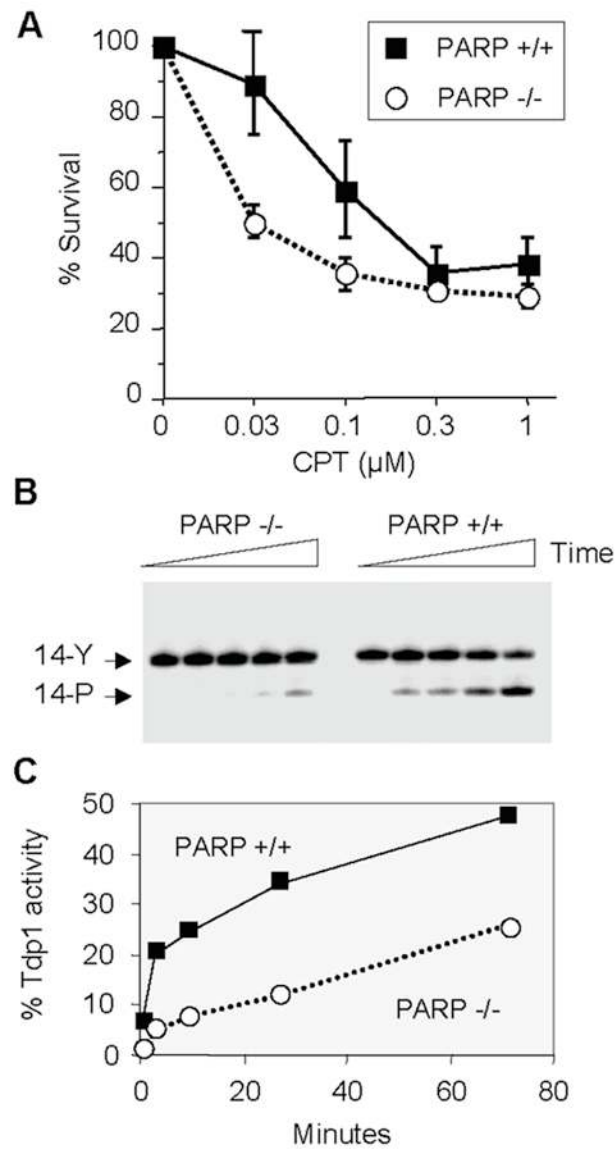 A
100
80
60
40
20
0
% Survival
PARP +/+
PARP -/-
0 0.03 0.1 0.3 1
CPT (µM)
B
PARP -/- PARP +/+
Time
14-Y
14-P
C
50
40
30
20
10
0
% Tdp1 activity
PARP +/+
PARP -/-
0 20 40 60 80
Minutes